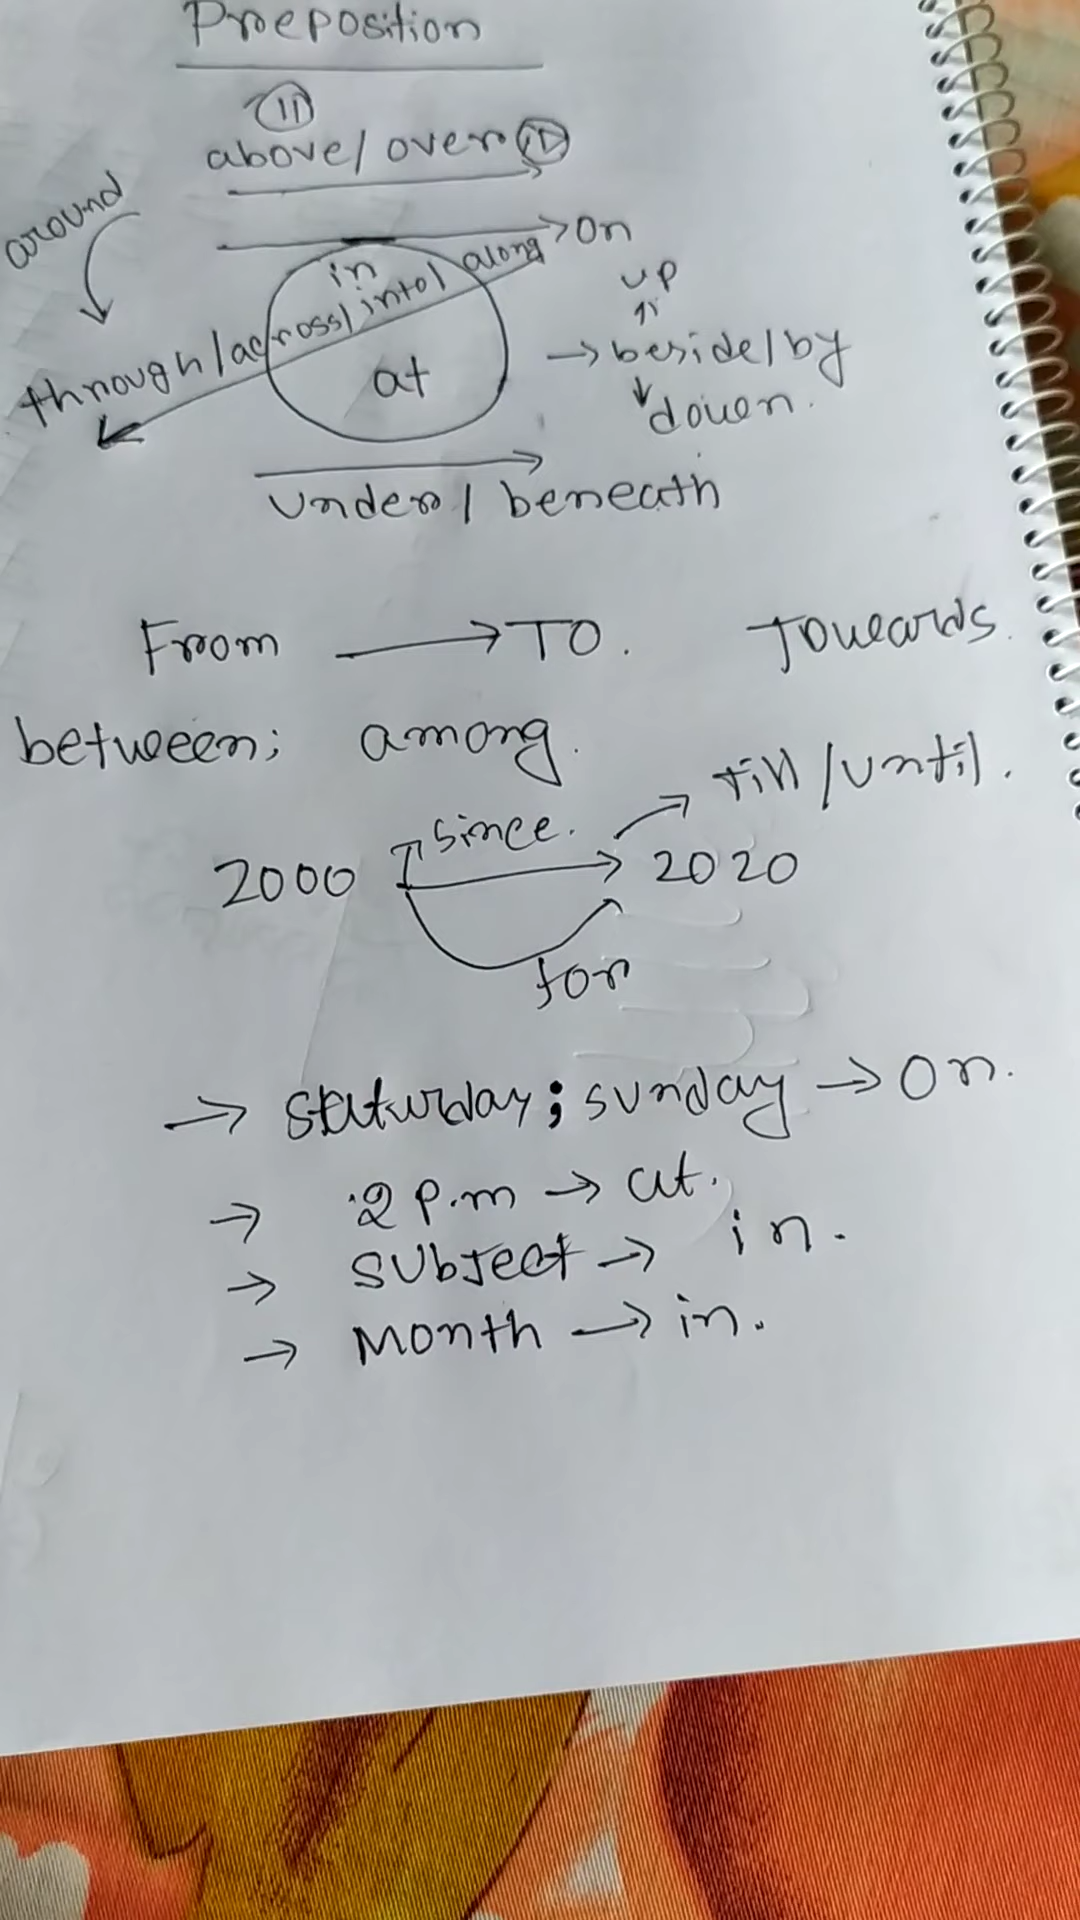 Preposition
11
above/ over
around
→ on
in
through/across/into/ along
at
up
→ beside/by
down.
under/ beneath
From → TO. Towards.
between; among.
till/until.
since.
2000 → 2020
for
→ saturday; sunday → on.
→ 2 p.m → at.
→ subject → in.
→ Month → in.